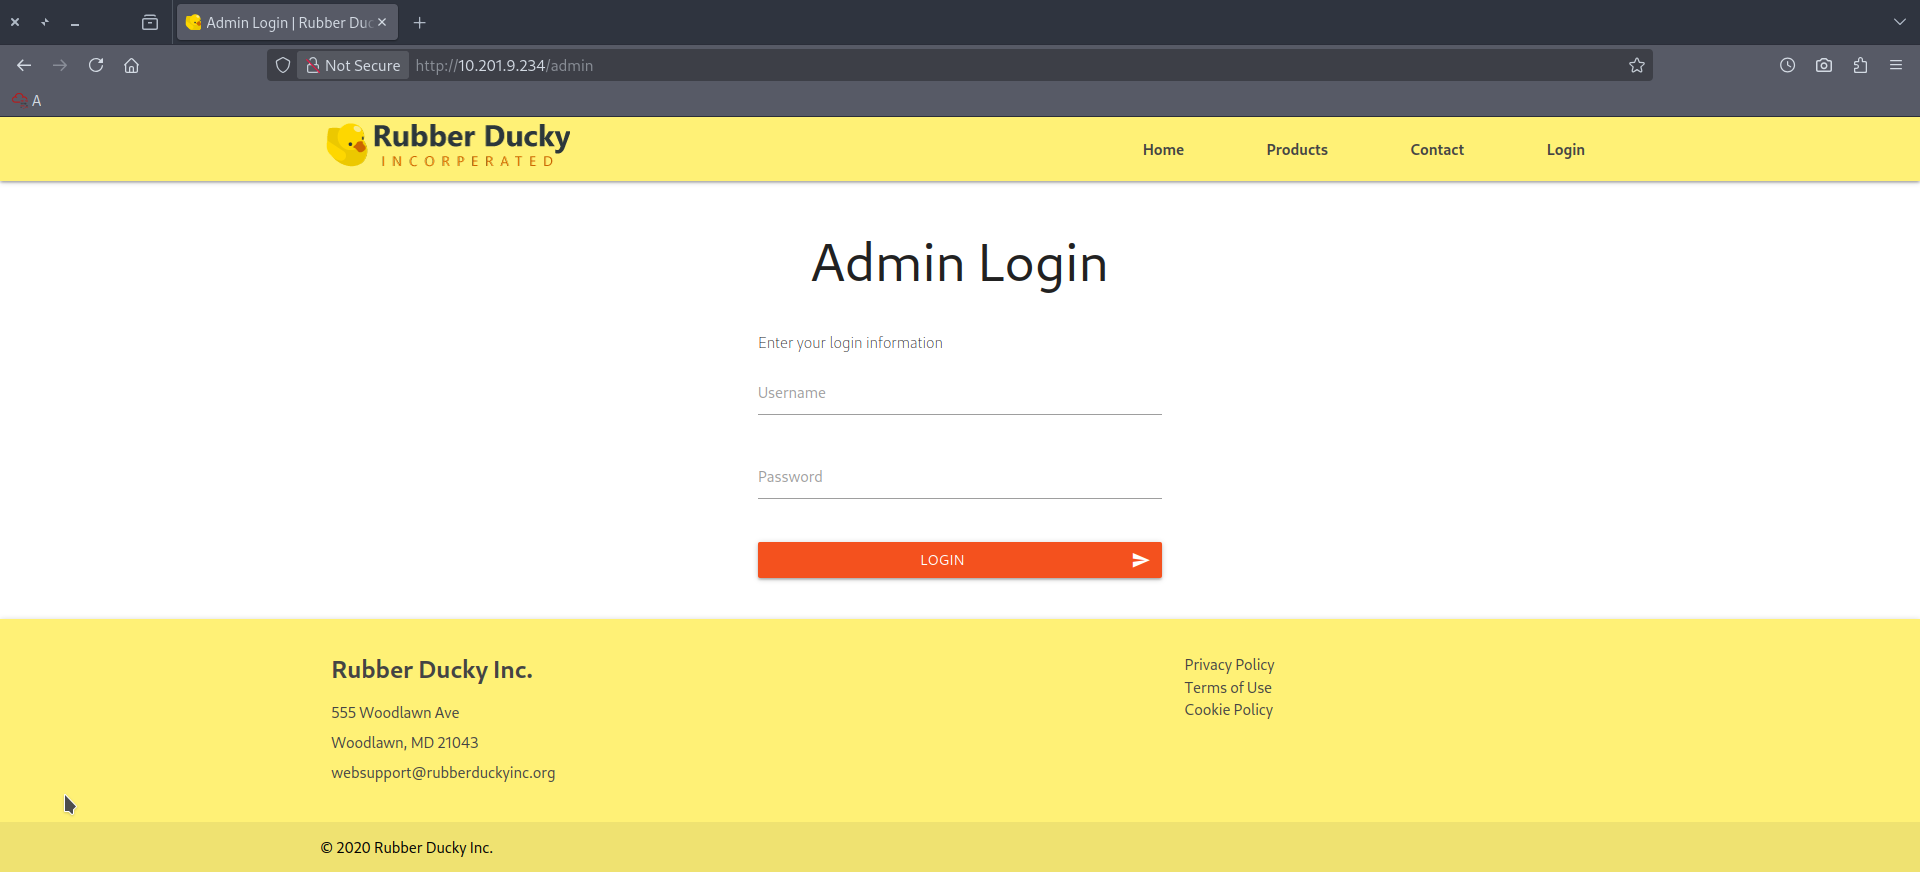 Admin Login | Rubber Duc
Not Secure http://10.201.9.234/admin
A
Rubber Ducky
INCORPERATED
Home Products Contact Login
Admin Login
Enter your login information
Username
Password
LOGIN
Rubber Ducky Inc.
555 Woodlawn Ave
Woodlawn, MD 21043
websupport@rubberduckyinc.org
Privacy Policy
Terms of Use
Cookie Policy
© 2020 Rubber Ducky Inc.